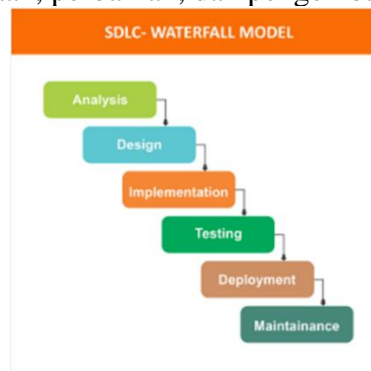 SDLC- WATERFALL MODEL
Analysis
Design
Implementation
Testing
Deployment
Maintainance